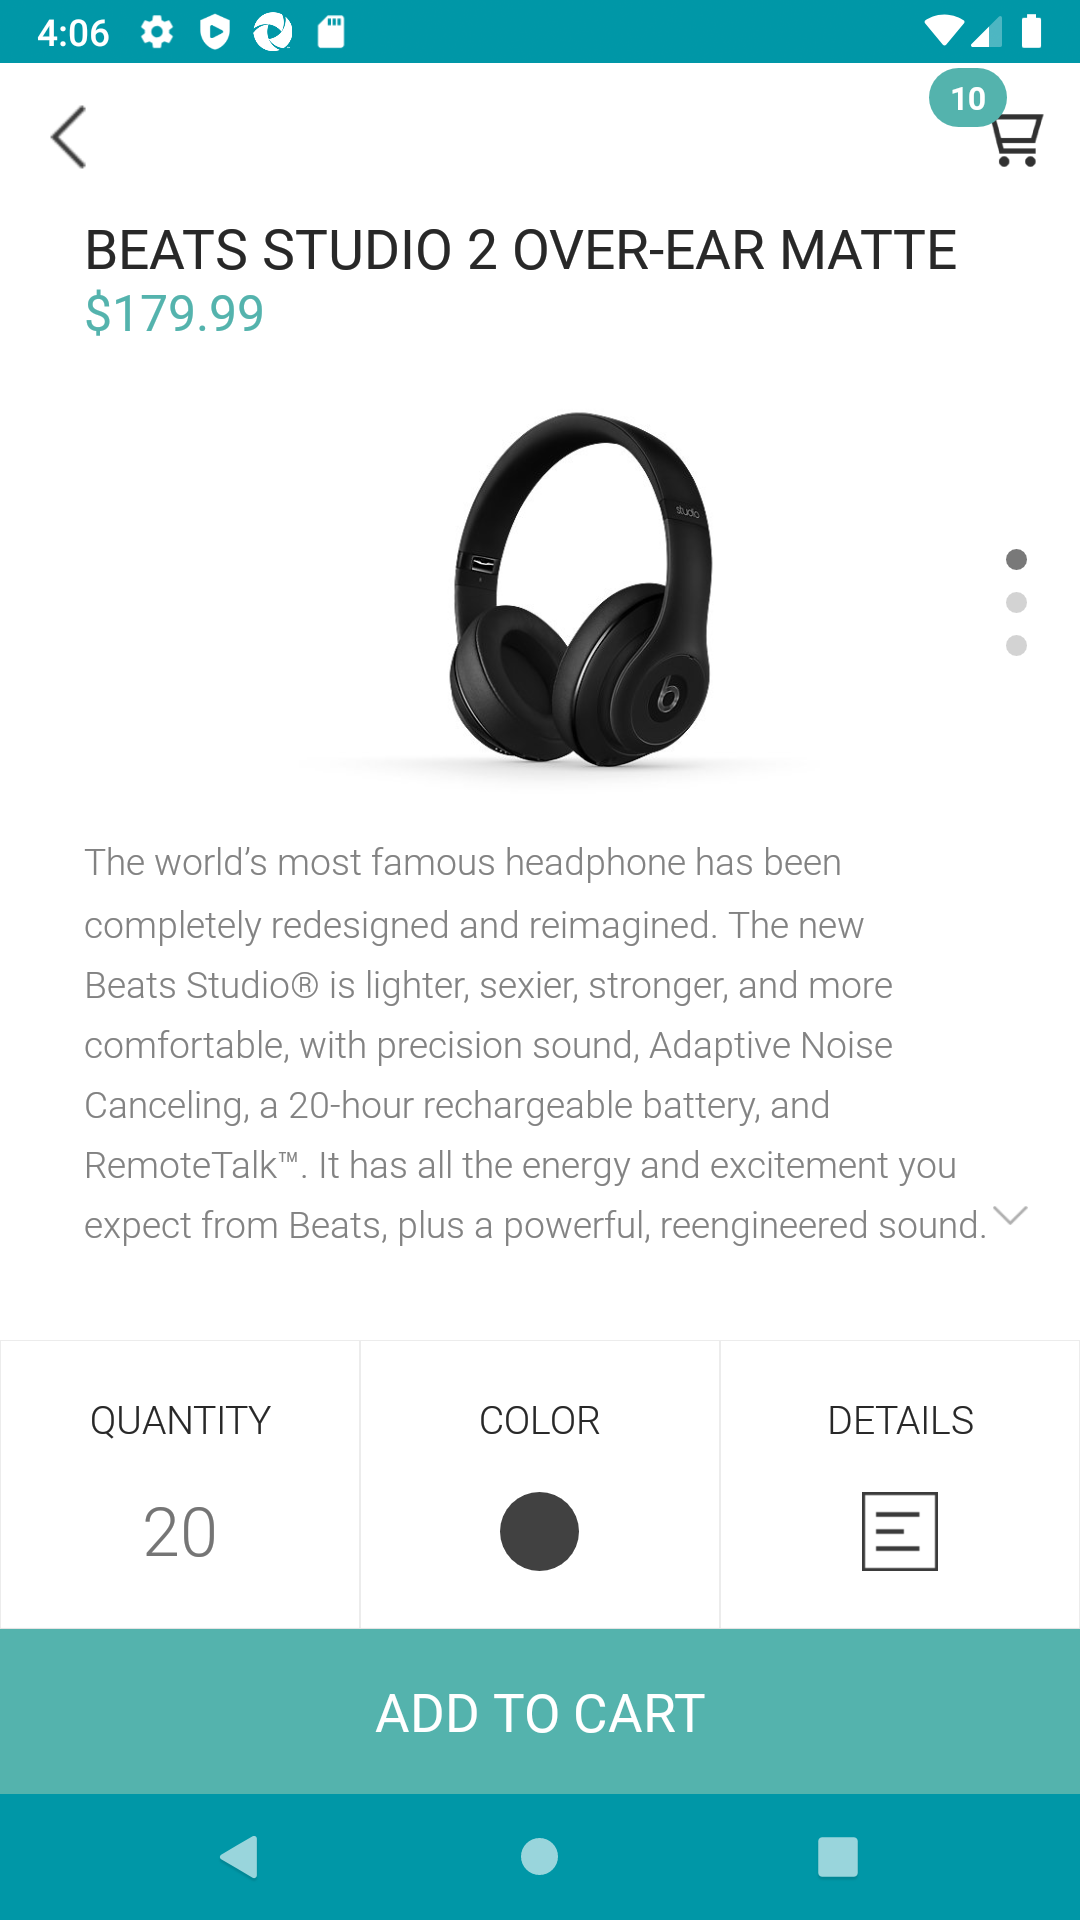 4:06
10
BEATS STUDIO 2 OVER-EAR MATTE
$179.99
studio
The world’s most famous headphone has been
completely redesigned and reimagined. The new
Beats Studio® is lighter, sexier, stronger, and more
comfortable, with precision sound, Adaptive Noise
Canceling, a 20-hour rechargeable battery, and
RemoteTalk™. It has all the energy and excitement you
expect from Beats, plus a powerful, reengineered sound.
QUANTITY
COLOR
DETAILS
20
ADD TO CART